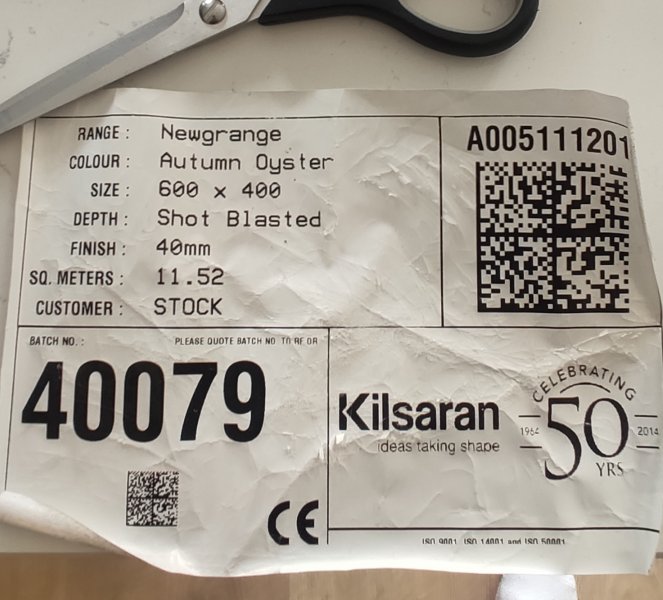 RANGE : Newgrange
COLOUR : Autumn Oyster
SIZE : 600 x 400
DEPTH : Shot Blasted
FINISH : 40mm
SQ. METERS : 11.52
CUSTOMER : STOCK
A005111201
BATCH NO. : PLEASE QUOTE BATCH NO TO RE OR
40079
CE
Kilsaran
ideas taking shape
CELEBRATING
1964 50 2014
YRS
ISO 9001 ISO 14001 and ISO 50001